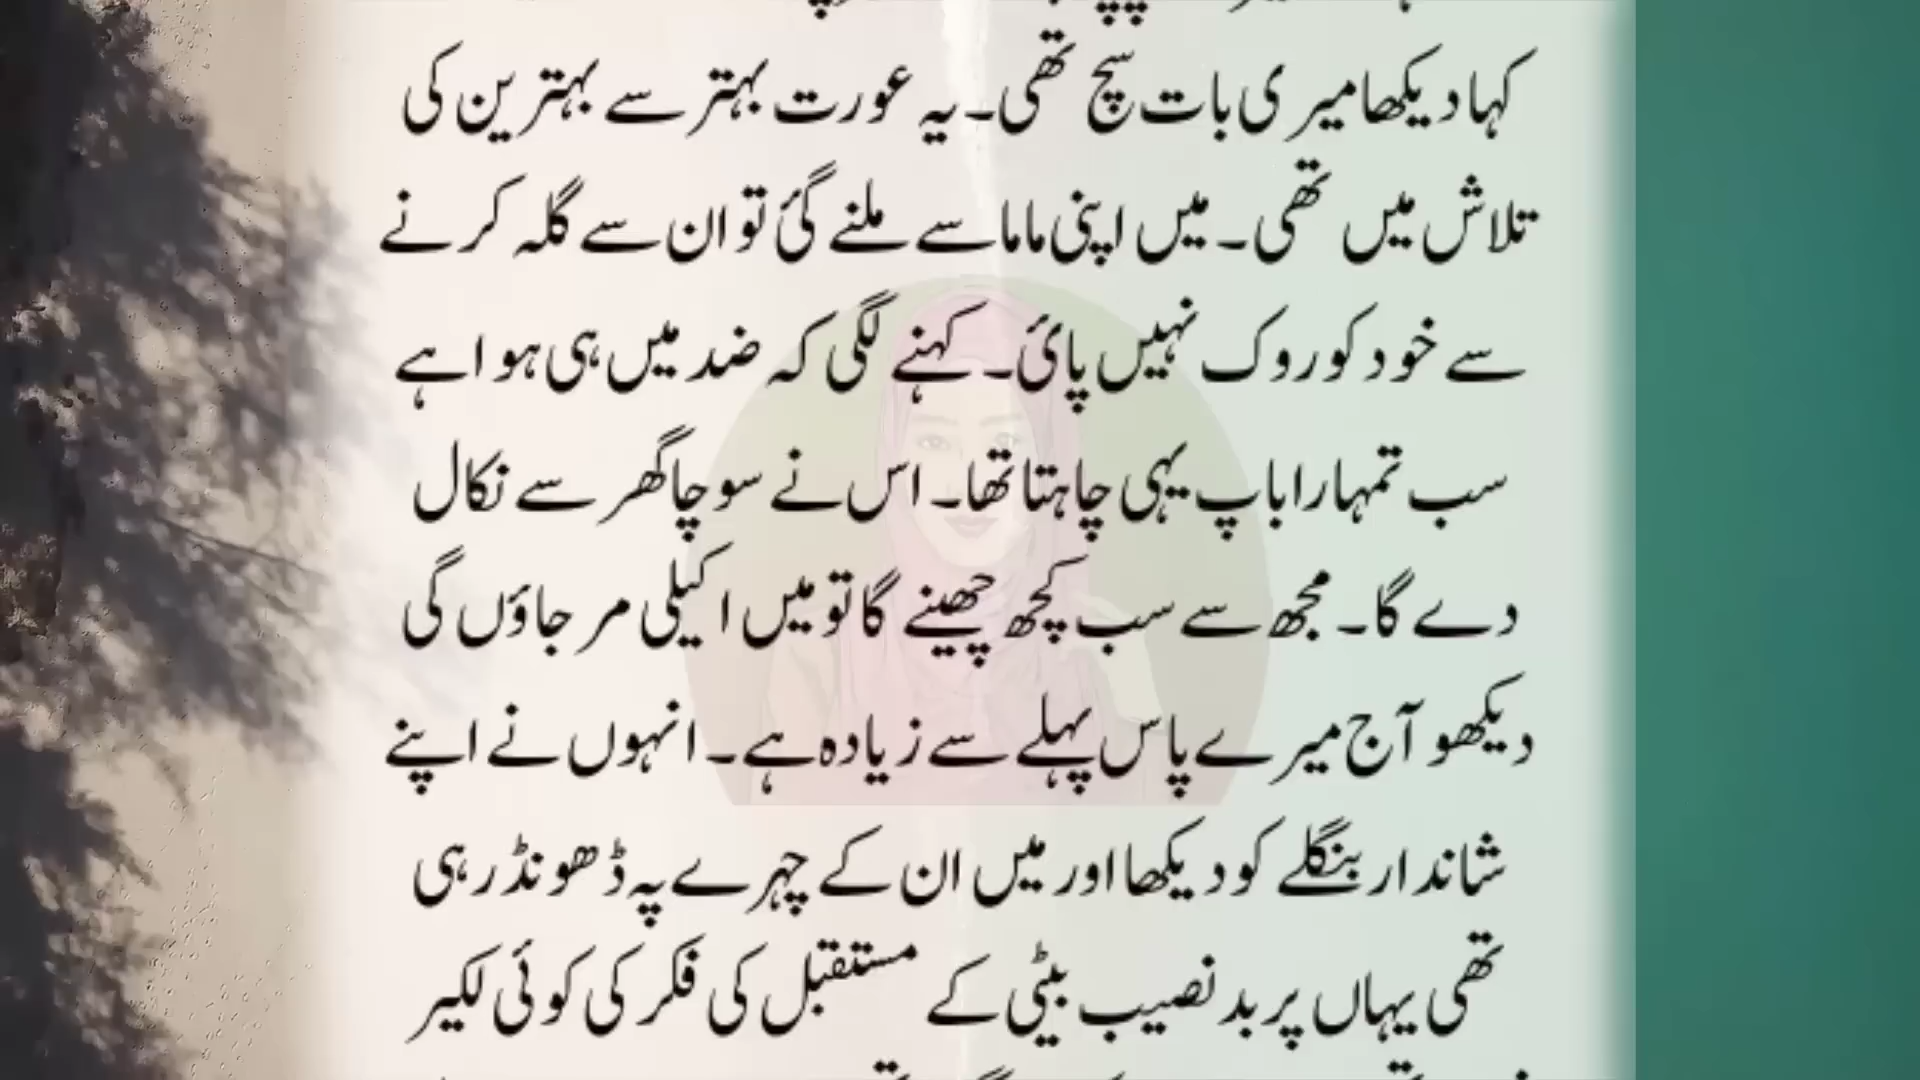 کہا دیکھا میری بات سچ تھی۔ یہ عورت بہتر سے بہترین کی
تلاش میں تھی۔ میں اپنی ماما سے ملنے گئ تو ان سے گلہ کرنے
سے خود کو روک نہیں پائ۔ کہنے لگی کہ ضد میں ہی ہوا ہے
سب تمہارا باپ یہی چاہتا تھا۔ اس نے سوچا گھر سے نکال
دے گا۔ مجھ سے سب کچھ چھینے گا تو میں اکیلی مر جاؤں گی
دیکھو آج میرے پاس پہلے سے زیادہ ہے۔ انہوں نے اپنے
شاندار بنگلے کو دیکھا اور میں ان کے چہرے پہ ڈھونڈ رہی
تھی یہاں پر بد نصیب بیٹی کے مستقبل کی فکر کی کوئی لکیر